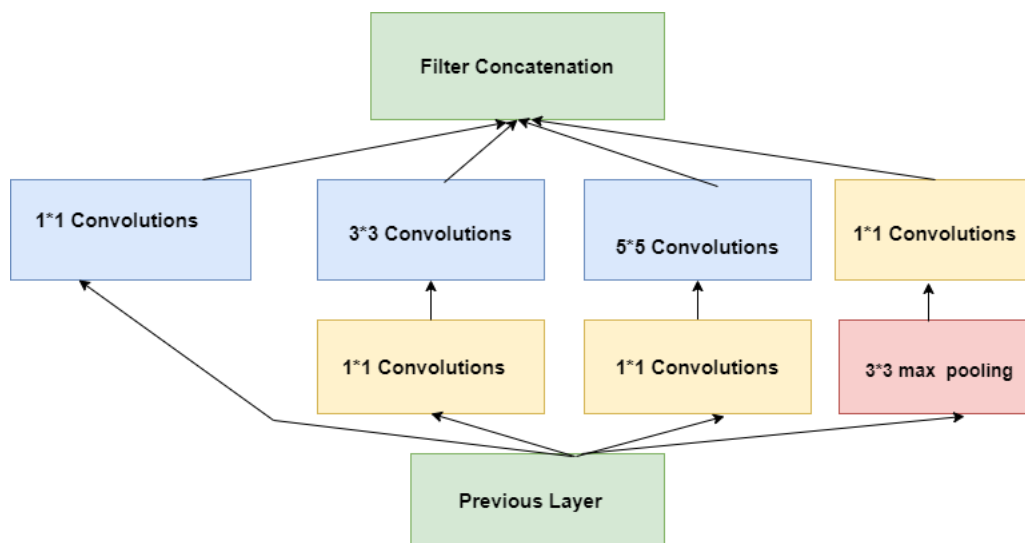 Filter Concatenation
1*1 Convolutions
3*3 Convolutions
5*5 Convolutions
1*1 Convolutions
1*1 Convolutions
1*1 Convolutions
3*3 max pooling
Previous Layer